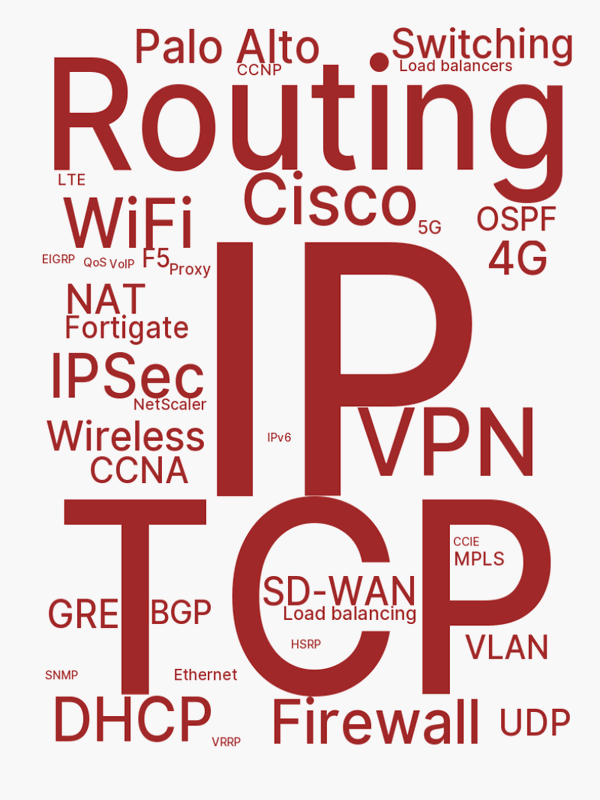 Palo Alto
Switching
CCNP
Load balancers
Routing
LTE
Cisco
WiFi
5G
OSPF
4G
EIGRP
QoS
VoIP
F5
Proxy
IP
NAT
Fortigate
IPSec
NetScaler
VPN
Wireless
IPv6
CCNA
TCP
CCIE
MPLS
SD-WAN
GRE
BGP
Load balancing
HSRP
VLAN
SNMP
Ethernet
DHCP
Firewall
UDP
VRRP